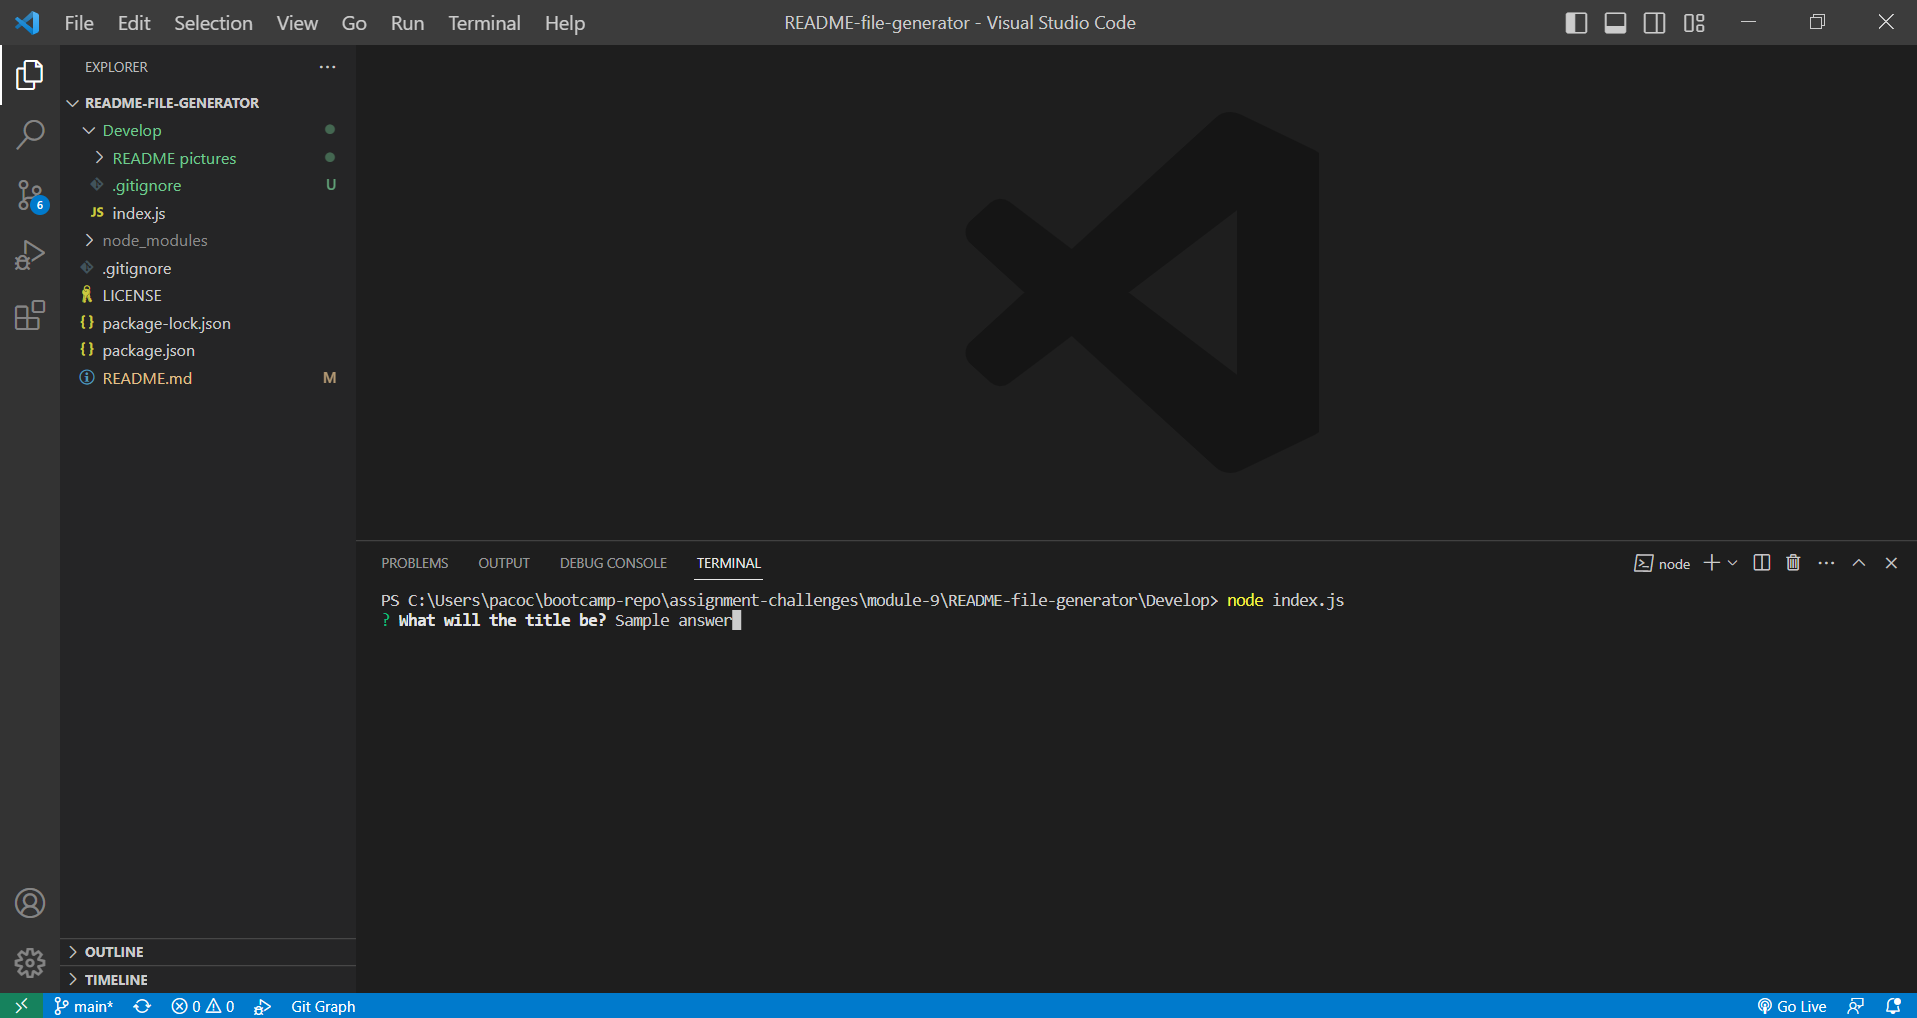 File Edit Selection View Go Run Terminal Help README-file-generator - Visual Studio Code
EXPLORER
README-FILE-GENERATOR
Develop
README pictures
.gitignore U
JS index.js
node_modules
.gitignore
LICENSE
{} package-lock.json
{} package.json
README.md M
OUTLINE
TIMELINE
6
PROBLEMS OUTPUT DEBUG CONSOLE TERMINAL node
PS C:\Users\pacoc\bootcamp-repo\assignment-challenges\module-9\README-file-generator\Develop> node index.js
? What will the title be? Sample answer
main* 0 0 Git Graph Go Live